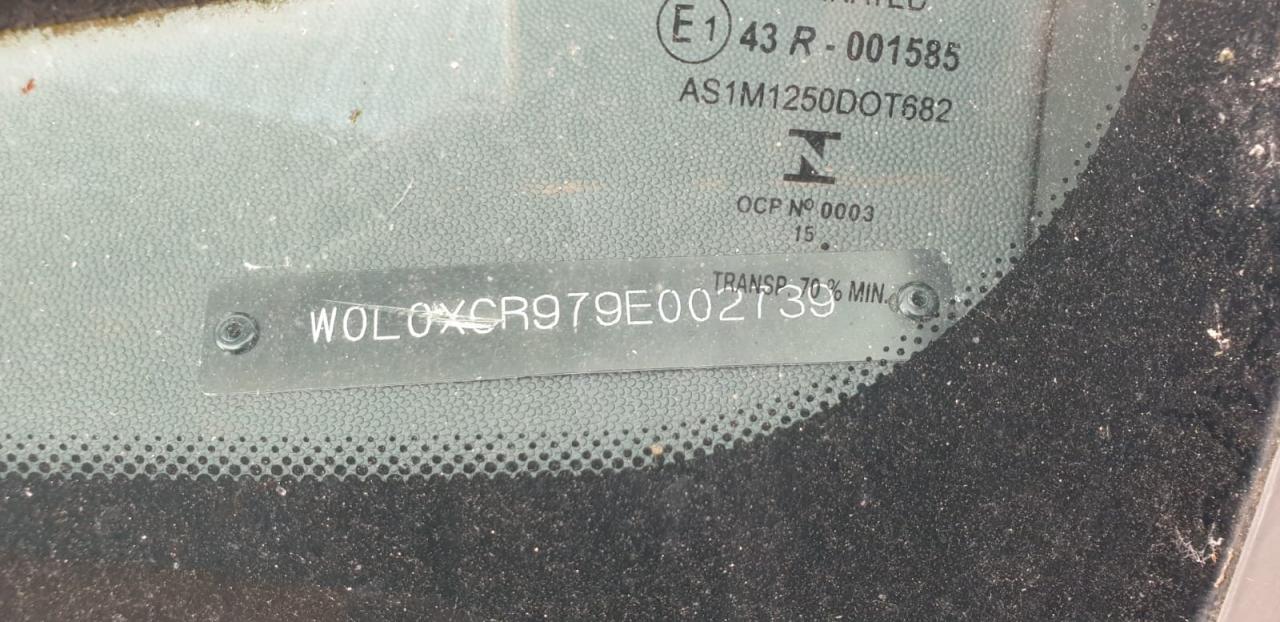 E1 43 R - 001585
AS1M1250DOT682
OCP Nº 0003
15
TRANSP. 70 % MIN.
W0L0XCR979E002739